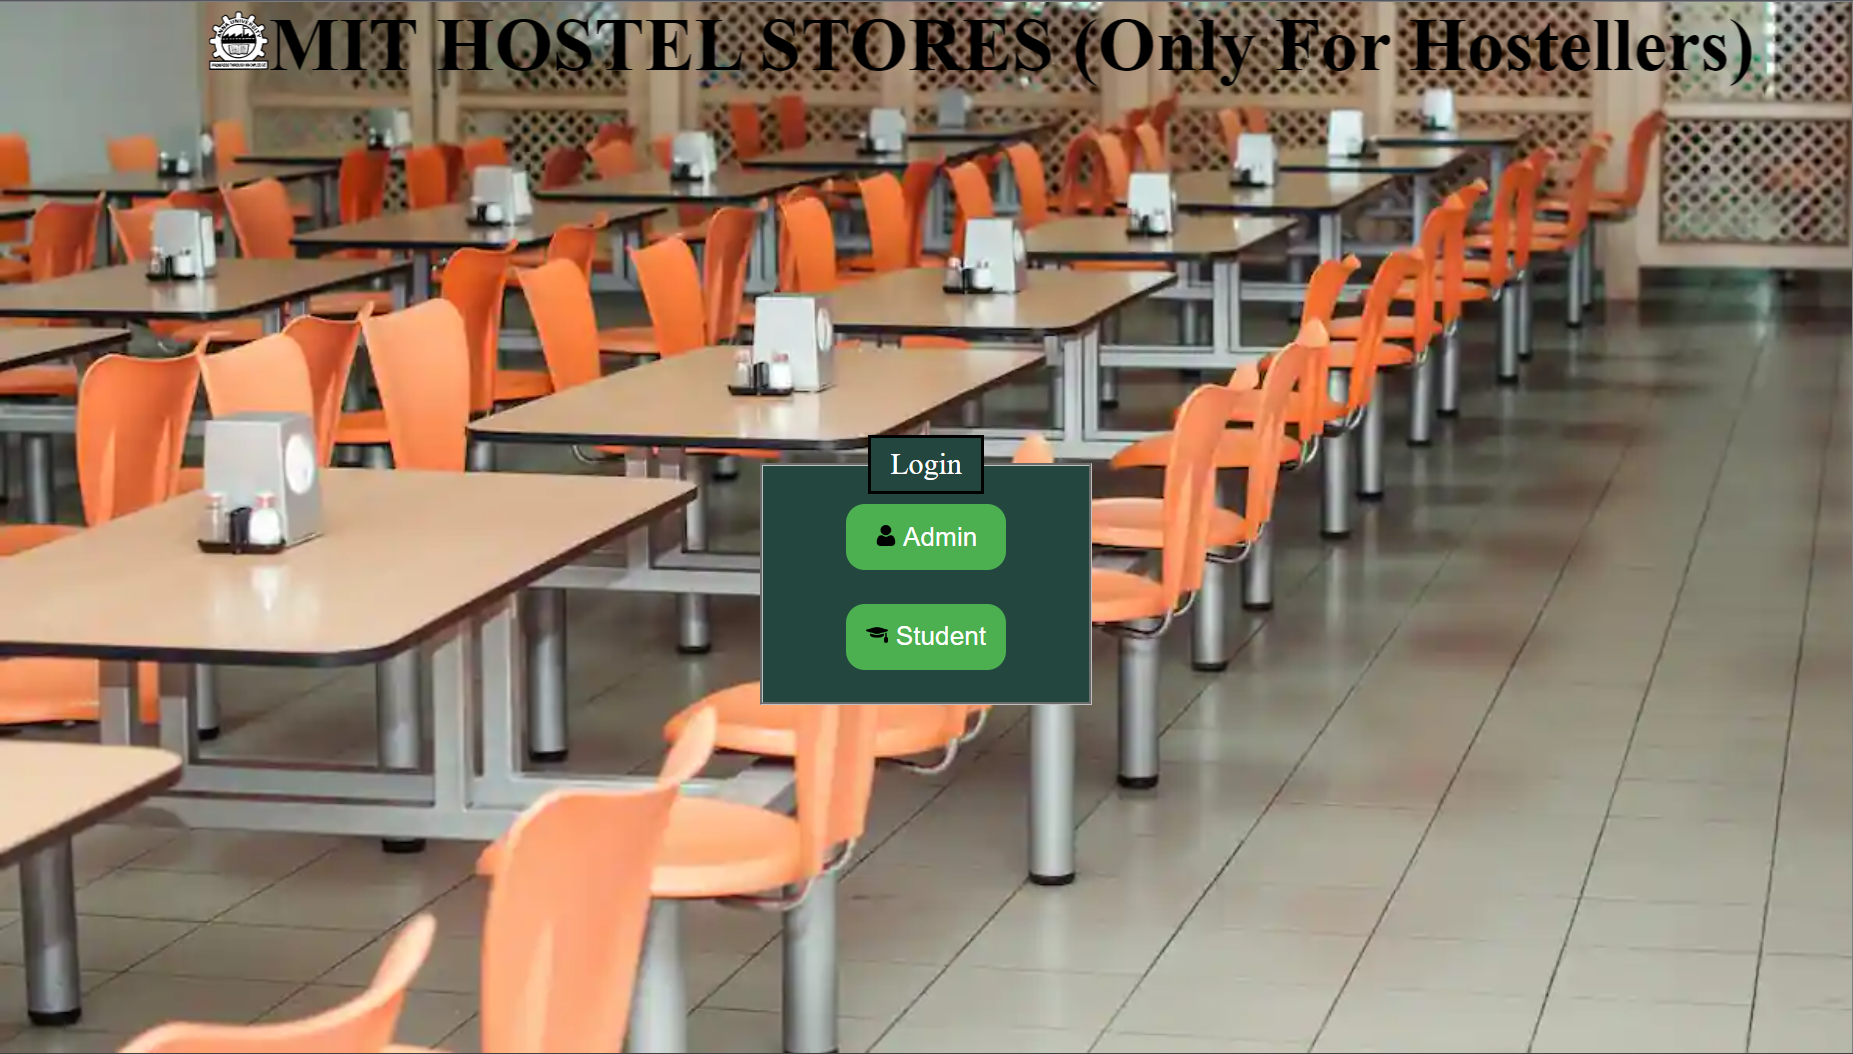 MIT HOSTEL STORES (Only For Hostellers)
Login
Admin
Student